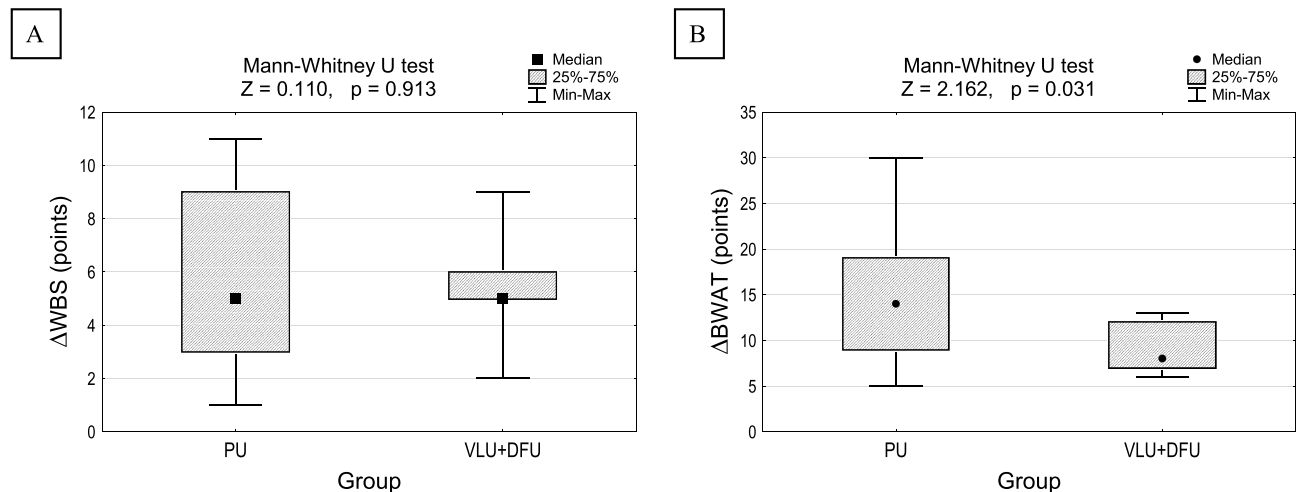 A
Mann-Whitney U test
Z = 0.110, p = 0.913
Median
25%-75%
Min-Max
12
10
8
6
4
2
0
ΔWBS (points)
PU
VLU+DFU
Group
B
Mann-Whitney U test
Z = 2.162, p = 0.031
Median
25%-75%
Min-Max
35
30
25
20
15
10
5
0
ΔBWAT (points)
PU
VLU+DFU
Group